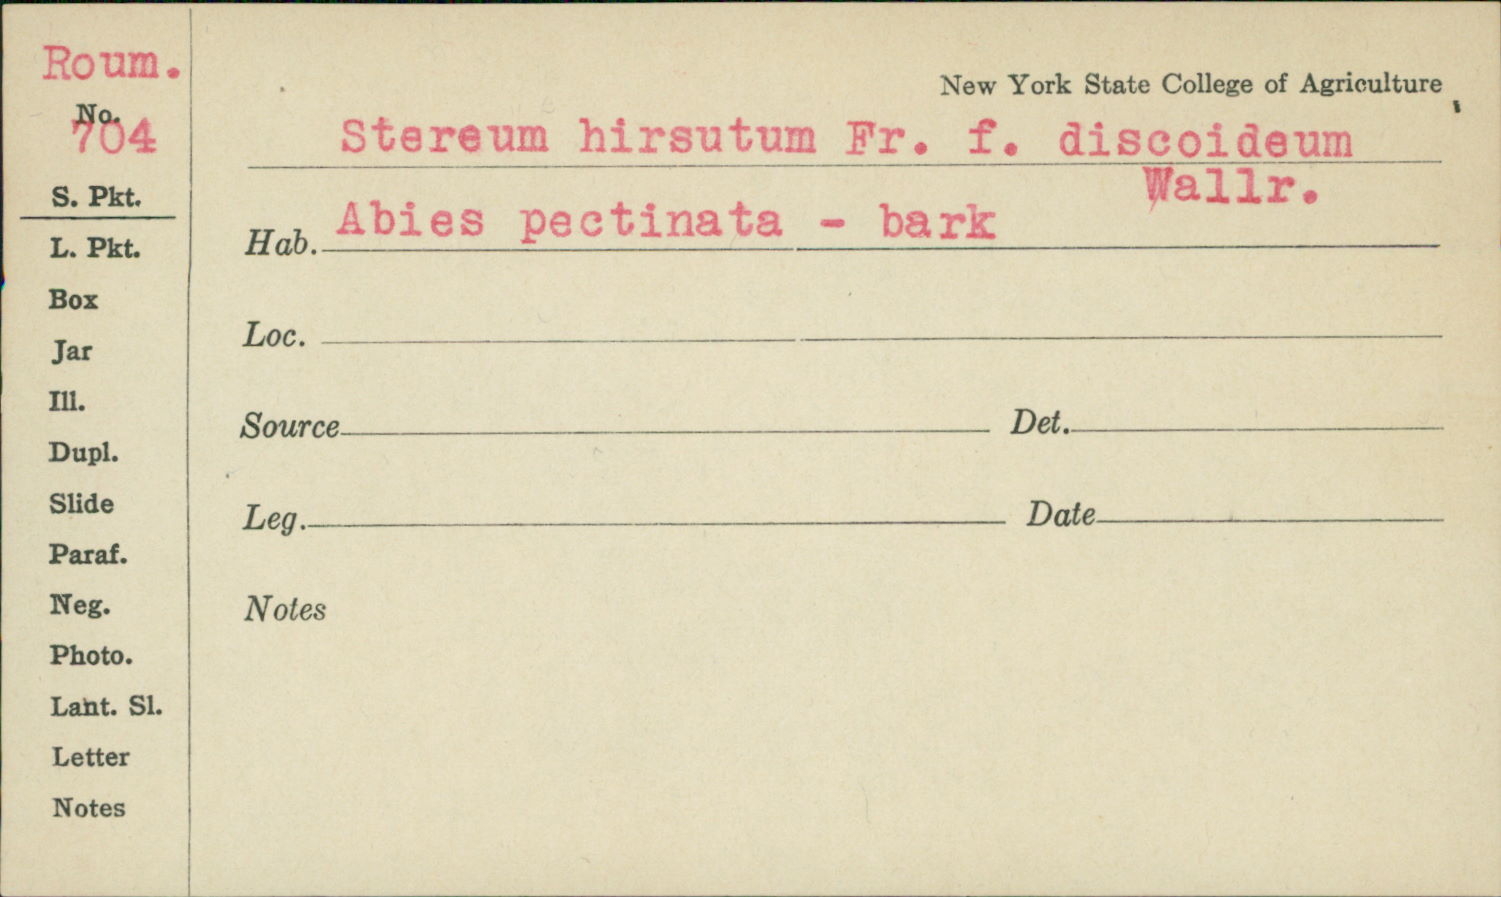 Roum.
No.
704
S. Pkt.
L. Pkt.
Box
Jar
Ill.
Dupl.
Slide
Paraf.
Neg.
Photo.
Lant. Sl.
Letter
Notes
New York State College of Agriculture
Stereum hirsutum Fr. f. discoideum
Wallr.
Hab. Abies pectinata - bark
Loc.
Source Det.
Leg. Date
Notes